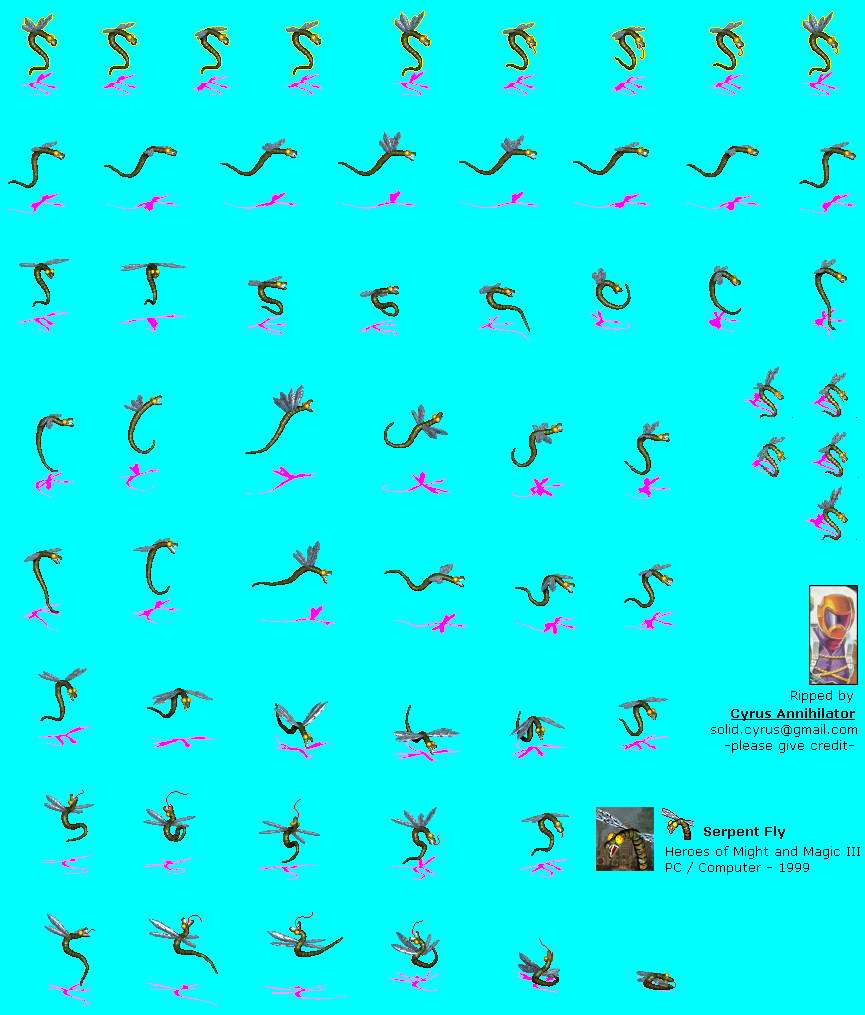 Ripped by
Cyrus Annihilator
solid.cyrus@gmail.com
-please give credit-
Serpent Fly
Heroes of Might and Magic III
PC / Computer - 1999